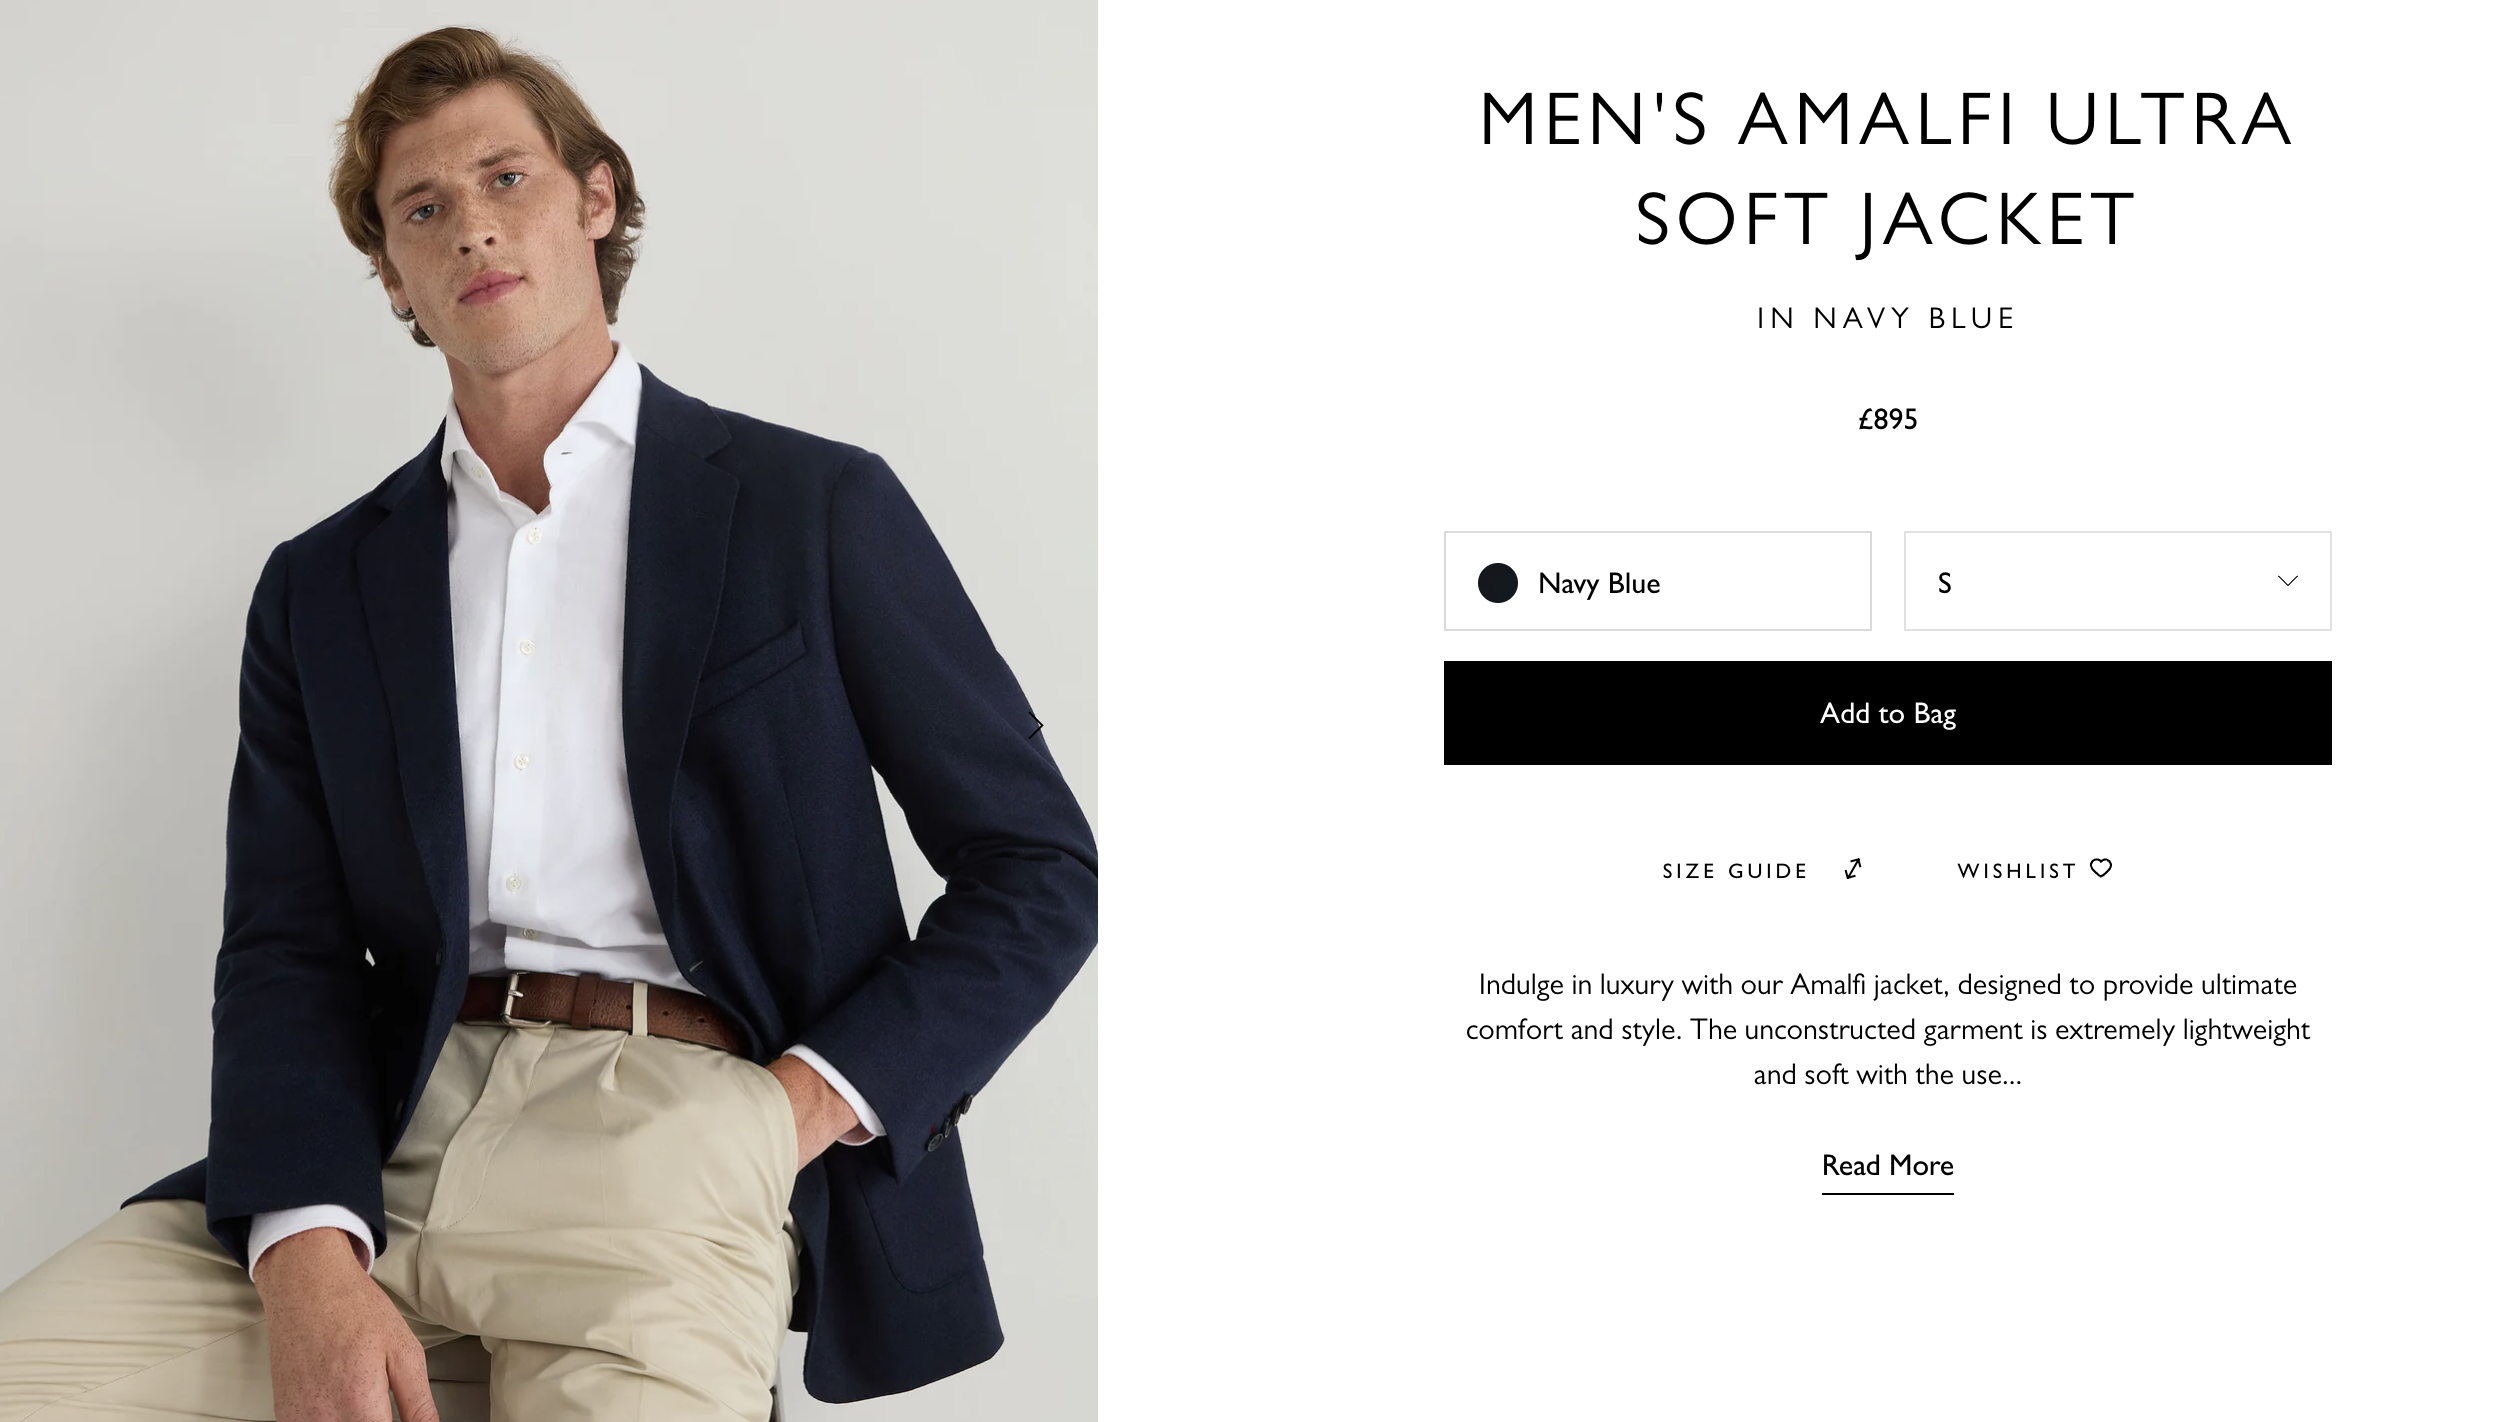 MEN'S AMALFI ULTRA
SOFT JACKET
IN NAVY BLUE
£895
Navy Blue
S
Add to Bag
SIZE GUIDE
WISHLIST
Indulge in luxury with our Amalfi jacket, designed to provide ultimate
comfort and style. The unconstructed garment is extremely lightweight
and soft with the use...
Read More